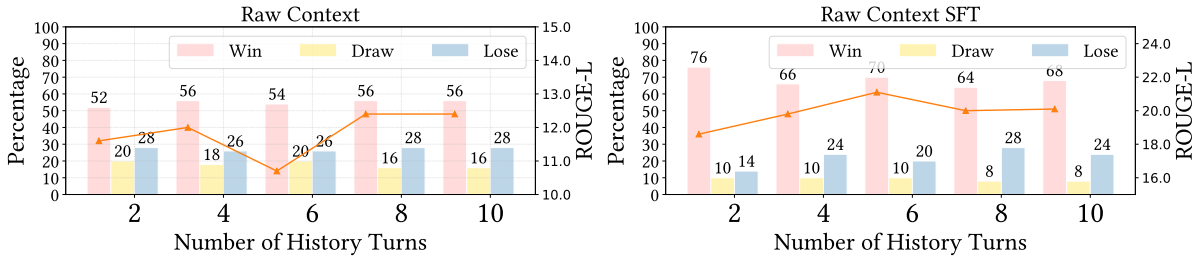 Raw Context
Percentage
100
90
80
70
60
50
40
30
20
10
0
Win Draw Lose
52 20 28
56 18 26
54 20 26
56 16 28
56 16 28
15.0
14.0
13.0
12.0
11.0
10.0
ROUGE-L
2 4 6 8 10
Number of History Turns
Raw Context SFT
Percentage
100
90
80
70
60
50
40
30
20
10
0
Win Draw Lose
76 10 14
66 10 24
70 10 20
64 8 28
68 8 24
24.0
22.0
20.0
18.0
16.0
ROUGE-L
2 4 6 8 10
Number of History Turns